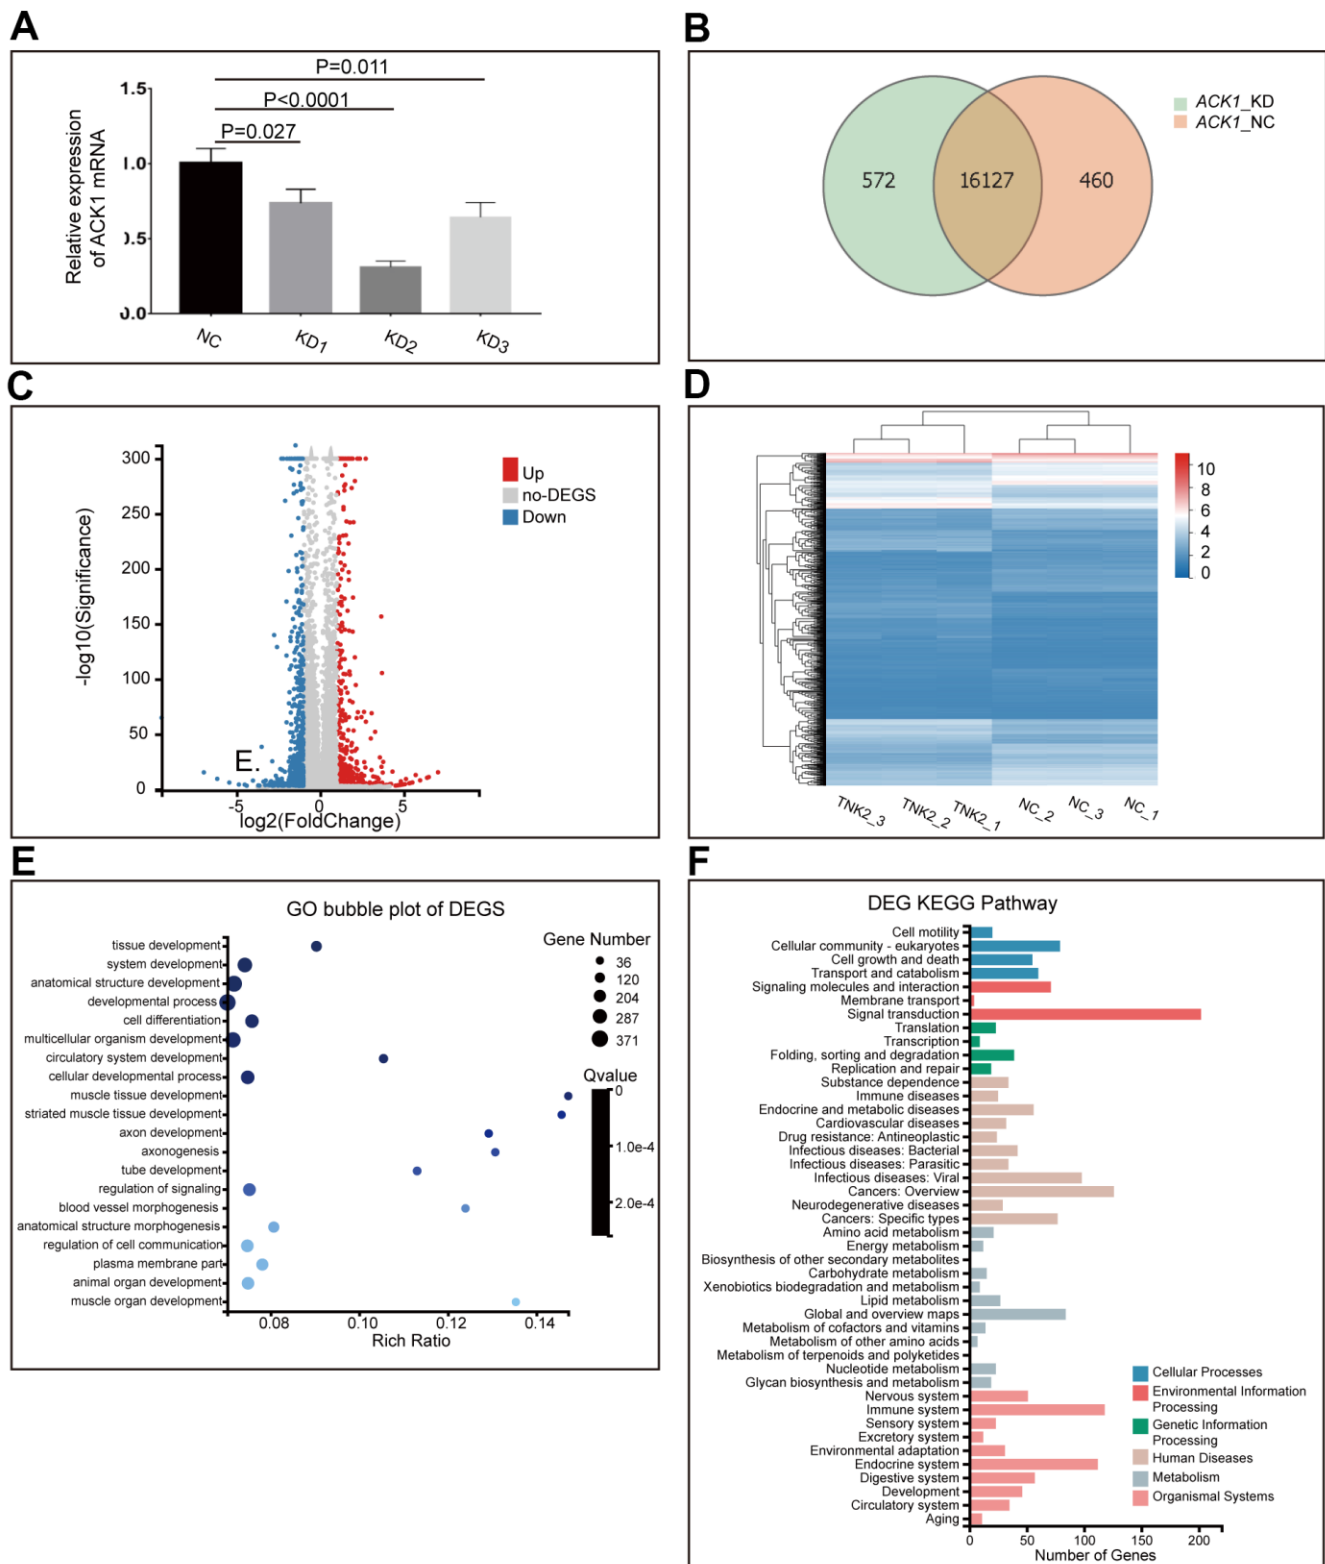 A
P=0.011
P<0.0001
P=0.027
1.5
1.0
0.5
0.0
Relative expression
of ACK1 mRNA
NC
KD1
KD2
KD3
B
572
16127
460
ACK1_KD
ACK1_NC
C
300
250
200
150
100
50
0
-log10(Significance)
E.
-5
0
5
log2(FoldChange)
Up
no-DEGS
Down
D
10
8
6
4
2
0
TNK2_3
TNK2_2
TNK2_1
NC_2
NC_3
NC_1
E
GO bubble plot of DEGS
tissue development
system development
anatomical structure development
developmental process
cell differentiation
multicellular organism development
circulatory system development
cellular developmental process
muscle tissue development
striated muscle tissue development
axon development
axonogenesis
tube development
regulation of signaling
blood vessel morphogenesis
anatomical structure morphogenesis
regulation of cell communication
plasma membrane part
animal organ development
muscle organ development
0.08
0.10
0.12
0.14
Rich Ratio
Gene Number
36
120
204
287
371
Qvalue
0
1.0e-4
2.0e-4
F
DEG KEGG Pathway
Cell motility
Cellular community - eukaryotes
Cell growth and death
Transport and catabolism
Signaling molecules and interaction
Membrane transport
Signal transduction
Translation
Transcription
Folding, sorting and degradation
Replication and repair
Substance dependence
Immune diseases
Endocrine and metabolic diseases
Cardiovascular diseases
Drug resistance: Antineoplastic
Infectious diseases: Bacterial
Infectious diseases: Parasitic
Infectious diseases: Viral
Cancers: Overview
Neurodegenerative diseases
Cancers: Specific types
Amino acid metabolism
Energy metabolism
Biosynthesis of other secondary metabolites
Carbohydrate metabolism
Xenobiotics biodegradation and metabolism
Lipid metabolism
Global and overview maps
Metabolism of cofactors and vitamins
Metabolism of other amino acids
Metabolism of terpenoids and polyketides
Nucleotide metabolism
Glycan biosynthesis and metabolism
Nervous system
Immune system
Sensory system
Excretory system
Environmental adaptation
Endocrine system
Digestive system
Development
Circulatory system
Aging
0
50
100
150
200
Number of Genes
Cellular Processes
Environmental Information
Processing
Genetic Information
Processing
Human Diseases
Metabolism
Organismal Systems